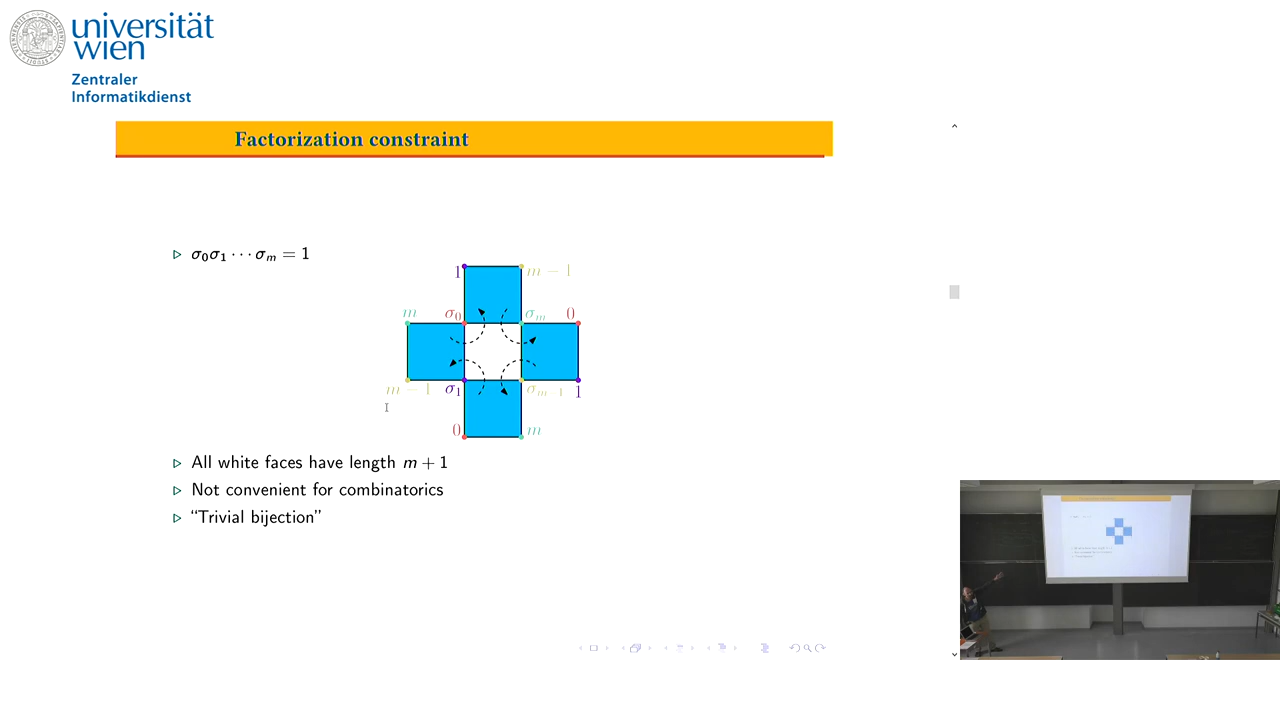 universität
wien
Zentraler
Informatikdienst
Factorization constraint
σ₀σ₁ ⋯ σₘ = 1
1 m − 1
m σ₀ σₘ 0
m − 1 σ₁ σₘ₋₁ 1
0 m
All white faces have length m + 1
Not convenient for combinatorics
“Trivial bijection”